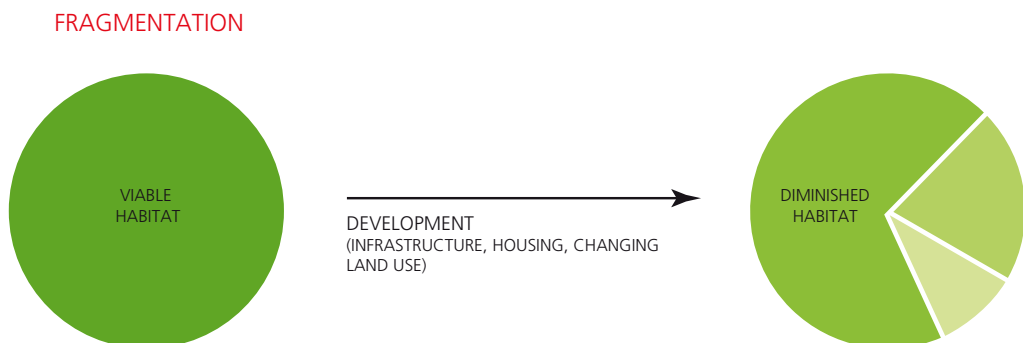 FRAGMENTATION
VIABLE
HABITAT
DEVELOPMENT
(INFRASTRUCTURE, HOUSING, CHANGING
LAND USE)
DIMINISHED
HABITAT